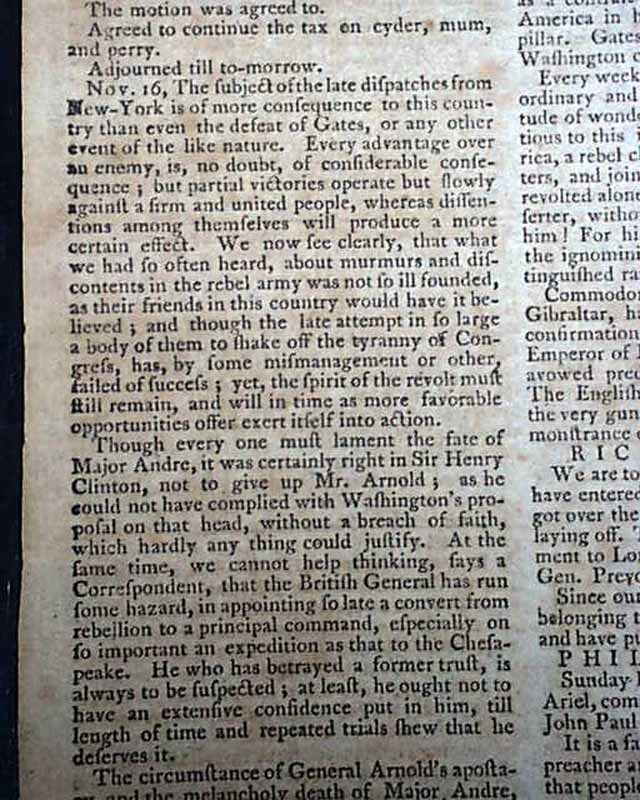 The motion was agreed to.
Agreed to continue the tax on cyder, mum,
and perry.
Adjourned till to-morrow.
Nov. 16, The ſubject of the late diſpatches from
New-York is of more conſequence to this coun-
try than even the defeat of Gates, or any other
event of the like nature. Every advantage over
an enemy, is, no doubt, of conſiderable conſe-
quence ; but partial victories operate but ſlowly
againſt a firm and united people, whereas diſſen-
tions among themſelves will produce a more
certain effect. We now ſee clearly, that what
we had ſo often heard, about murmurs and diſ-
contents in the rebel army was not ſo ill founded,
as their friends in this country would have it be-
lieved ; and though the late attempt in ſo large
a body of them to ſhake off the tyranny of Con-
greſs, has, by ſome miſmanagement or other,
failed of ſucceſs ; yet, the ſpirit of the revolt muſt
ſtill remain, and will in time as more favorable
opportunities offer exert itſelf into action.
Though every one muſt lament the fate of
Major Andre, it was certainly right in Sir Henry
Clinton, not to give up Mr. Arnold ; as he
could not have complied with Waſhington's pro-
poſal on that head, without a breach of faith,
which hardly any thing could juſtify. At the
ſame time, we cannot help thinking, ſays a
Correſpondent, that the Britiſh General has run
ſome hazard, in appointing ſo late a convert from
rebellion to a principal command, eſpecially on
ſo important an expedition as that to the Cheſa-
peake. He who has betrayed a former truſt, is
always to be ſuſpected ; at leaſt, he ought not to
have an extenſive confidence put in him, till
length of time and repeated trials ſhew that he
deſerves it.
The circumſtance of General Arnold's apoſta-
and the melancholy death of Major Andre,
America in
pillar. Gates
Waſhington
Every week
ordinary and
tude of
tious to this
rica, a rebel
ters, and join
revolted
ſerter,
him! For
the
tinguiſhed
Commodo
Gibraltar,
confirmation
Emperor of
avowed
The Engliſh
the very gun
monſtrance
R I C
We are to
have entered
got over the
laying off.
ment to
Gen.
Since our
belonging
and have
P H I L
Sunday
Ariel, com
John Paul
It is a
preacher
that